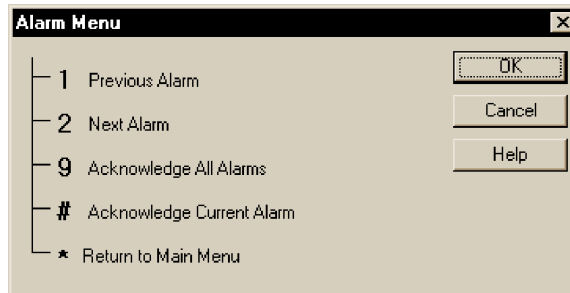 Alarm Menu
1 Previous Alarm
2 Next Alarm
9 Acknowledge All Alarms
# Acknowledge Current Alarm
* Return to Main Menu
OK
Cancel
Help